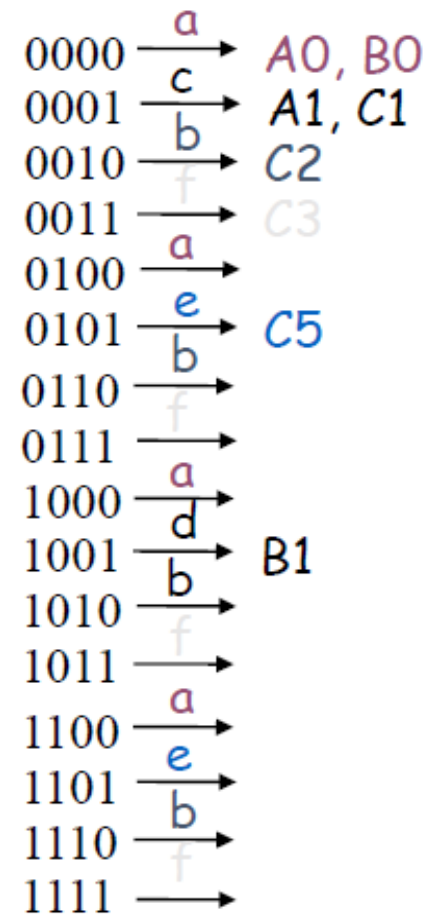 a
0000 A0, B0
c
0001 A1, C1
b
0010 C2
f
0011 C3
a
0100
e
0101 C5
b
0110
f
0111
a
1000
d
1001 B1
b
1010
f
1011
a
1100
e
1101
b
1110
f
1111